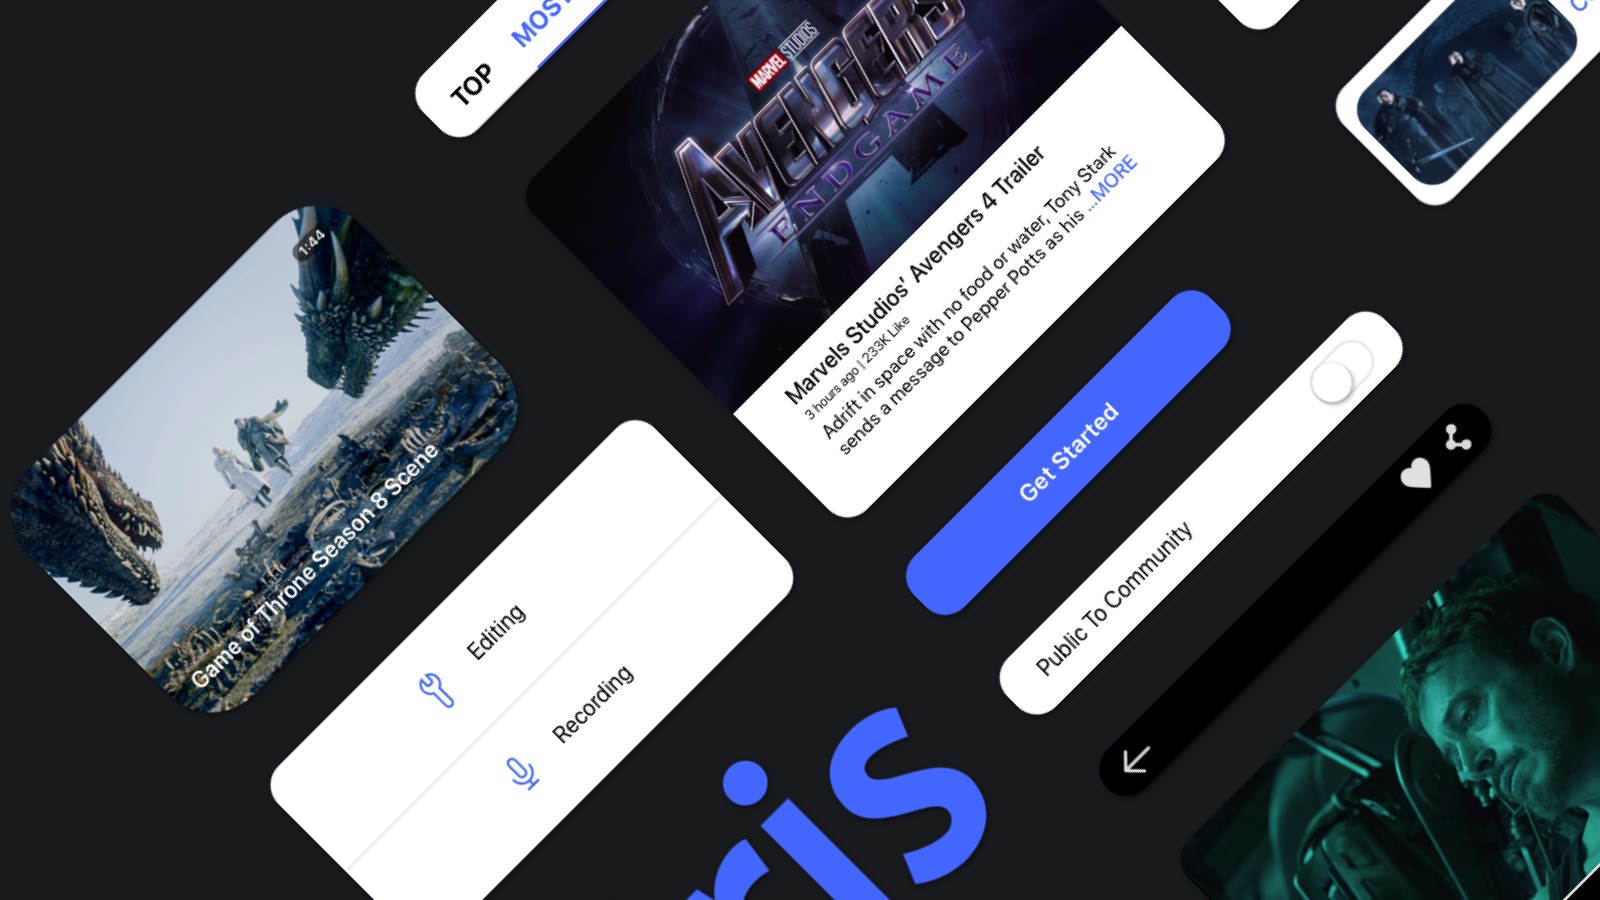 TOP
MARVEL STUDIOS
AVENGERS
ENDGAME
Marvels Studios' Avengers 4 Trailer
3 hours ago | 233K Like
Adrift in space with no food or water, Tony Stark
sends a message to Pepper Potts as his ...MORE
1:44
Game of Throne Season 8 Scene
Get Started
Public To Community
Editing
Recording
ris